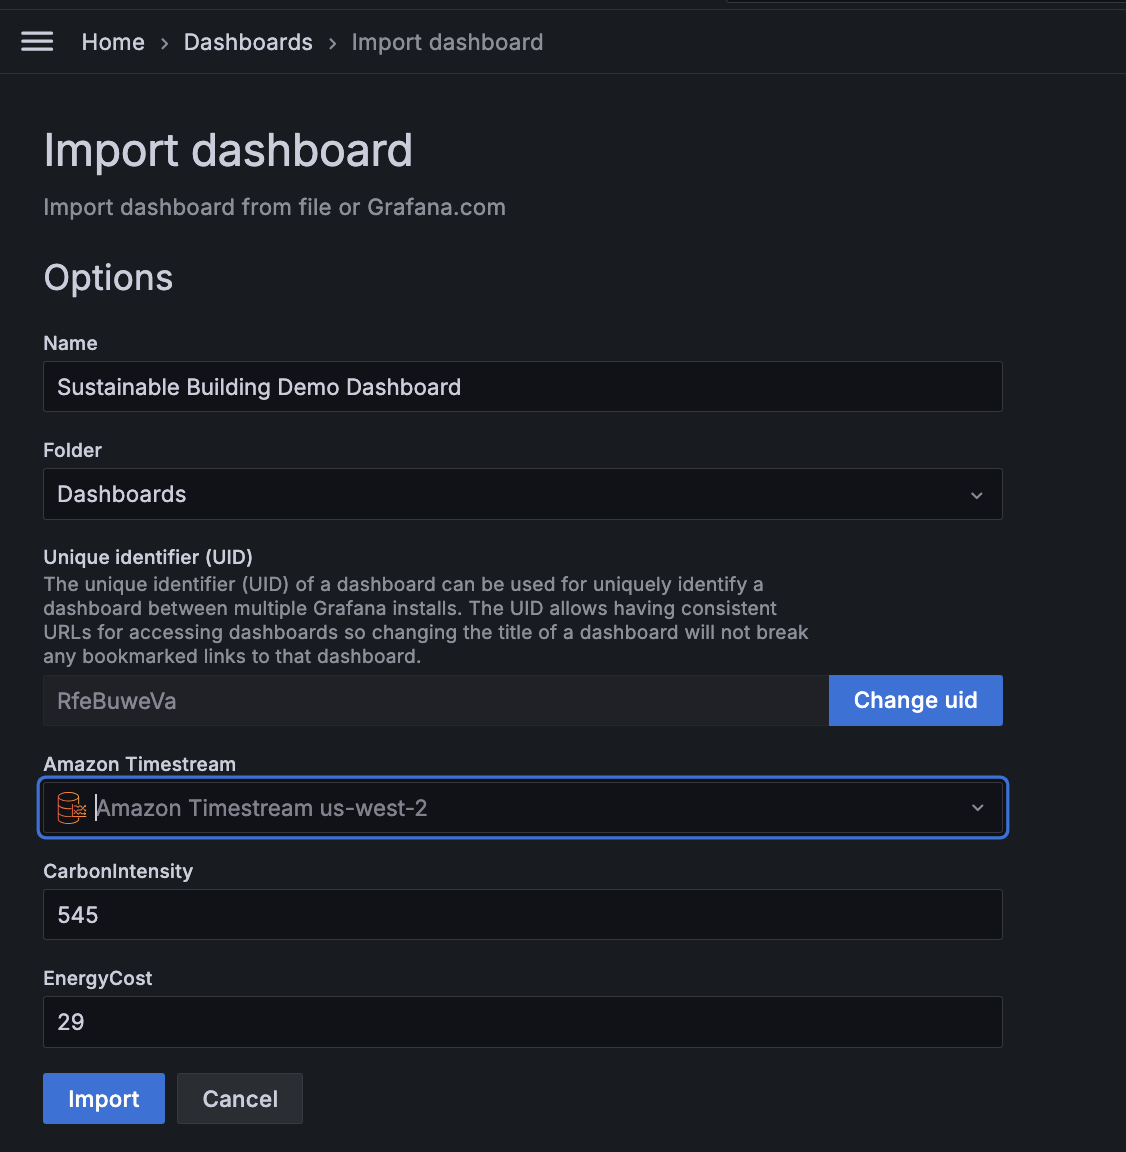 Home › Dashboards › Import dashboard
Import dashboard
Import dashboard from file or Grafana.com
Options
Name
Sustainable Building Demo Dashboard
Folder
Dashboards
Unique identifier (UID)
The unique identifier (UID) of a dashboard can be used for uniquely identify a
dashboard between multiple Grafana installs. The UID allows having consistent
URLs for accessing dashboards so changing the title of a dashboard will not break
any bookmarked links to that dashboard.
RfeBuweVa
Change uid
Amazon Timestream
Amazon Timestream us-west-2
CarbonIntensity
545
EnergyCost
29
Import
Cancel